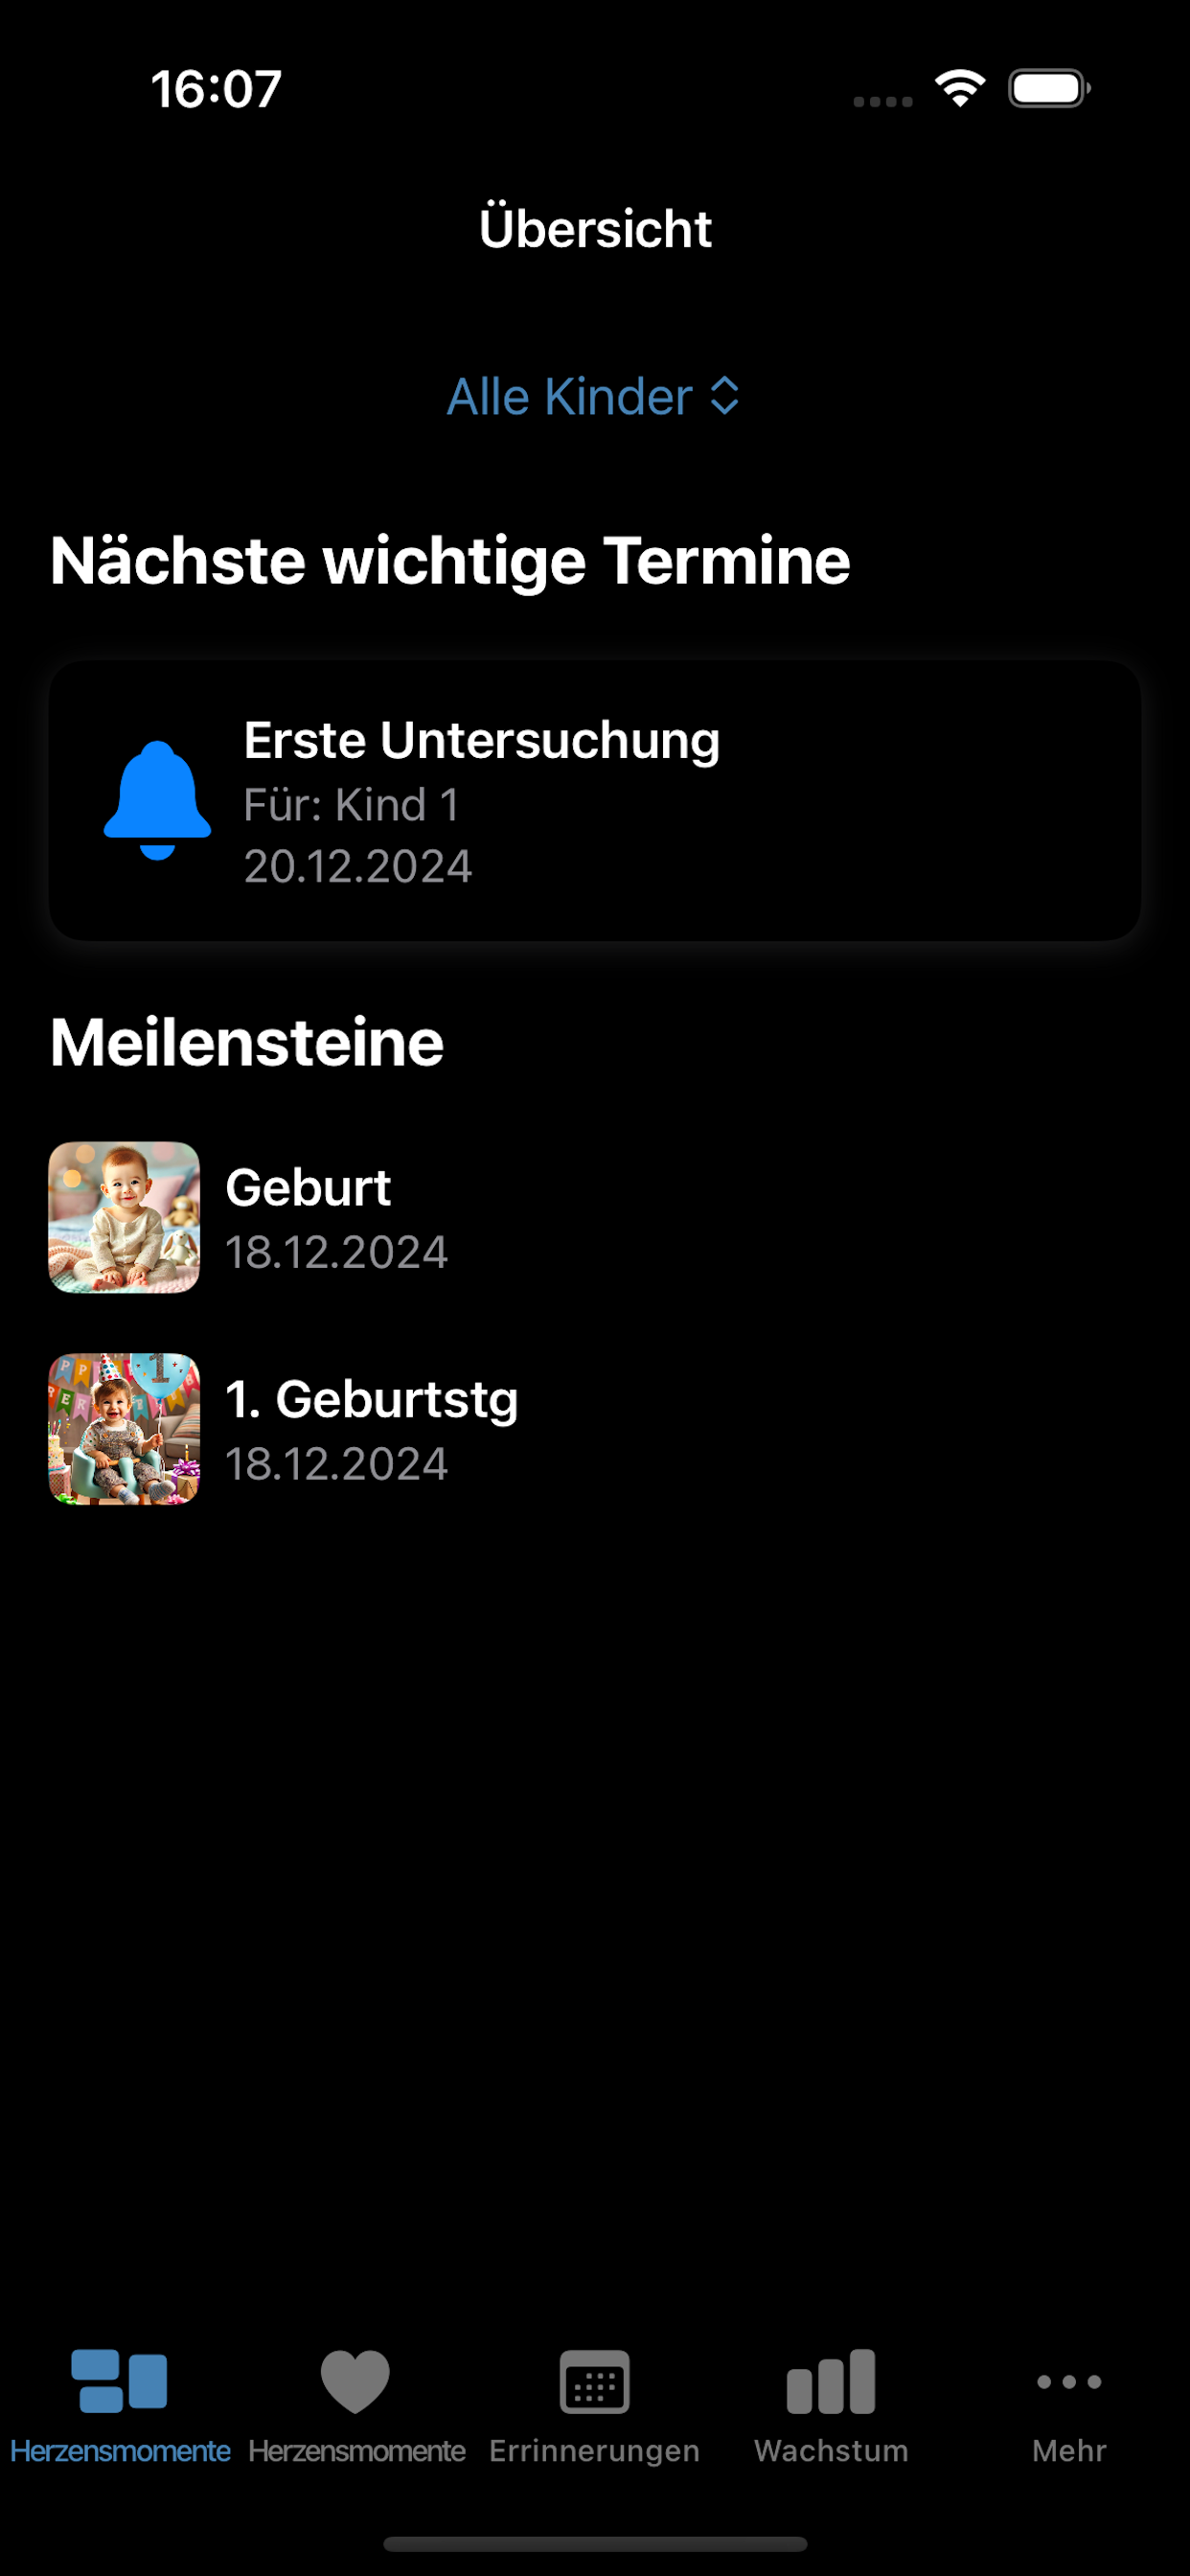 16:07
Übersicht
Alle Kinder
Nächste wichtige Termine
Erste Untersuchung
Für: Kind 1
20.12.2024
Meilensteine
Geburt
18.12.2024
1. Geburtstg
18.12.2024
Herzensmomente
Herzensmomente
Errinnerungen
Wachstum
Mehr